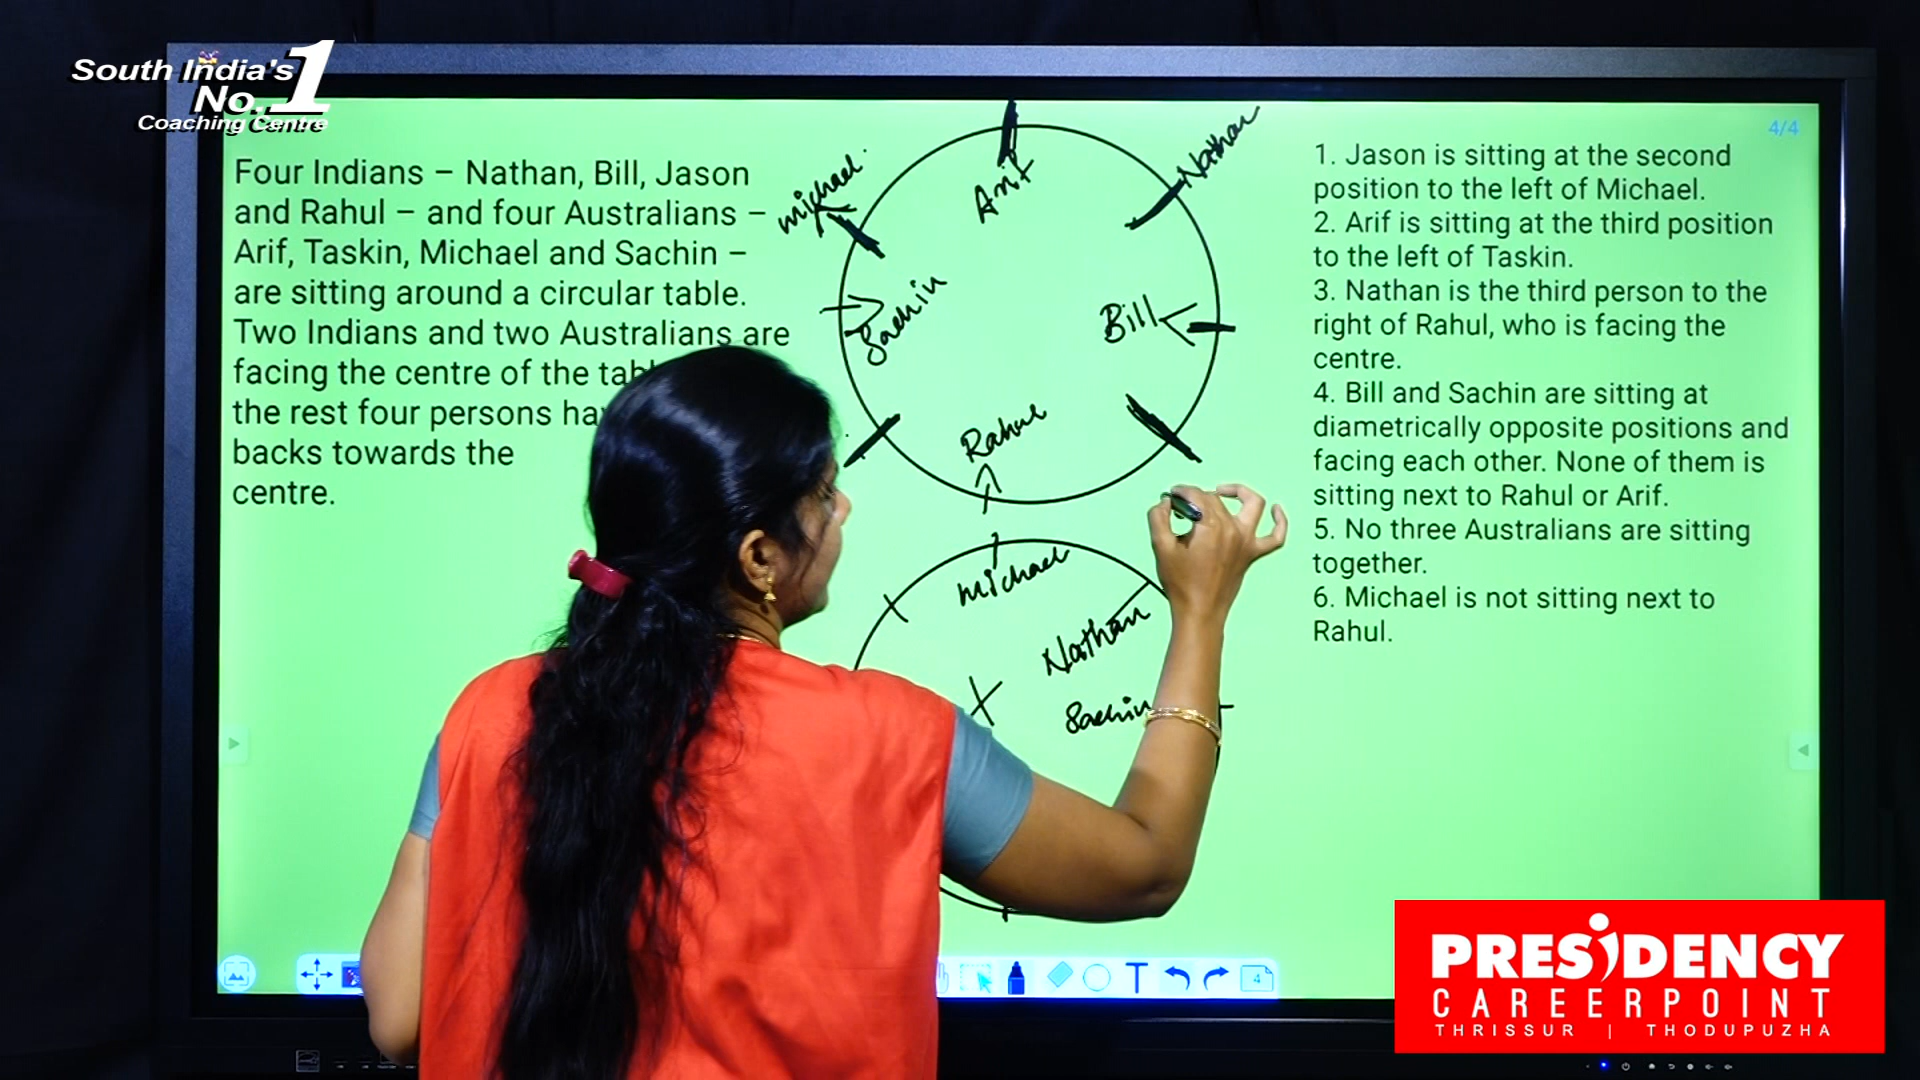 South India's
No.1
Coaching Centre
4/4
Four Indians – Nathan, Bill, Jason
and Rahul – and four Australians –
Arif, Taskin, Michael and Sachin –
are sitting around a circular table.
Two Indians and two Australians are
facing the centre of the tab
the rest four persons ha
backs towards the
centre.
Arif
Nathan
michael
Sachin
Bill
Rahul
michael
Nathan
Sachin
1. Jason is sitting at the second
position to the left of Michael.
2. Arif is sitting at the third position
to the left of Taskin.
3. Nathan is the third person to the
right of Rahul, who is facing the
centre.
4. Bill and Sachin are sitting at
diametrically opposite positions and
facing each other. None of them is
sitting next to Rahul or Arif.
5. No three Australians are sitting
together.
6. Michael is not sitting next to
Rahul.
T
4
PRESiDENCY
CAREERPOINT
THRISSUR | THODUPUZHA